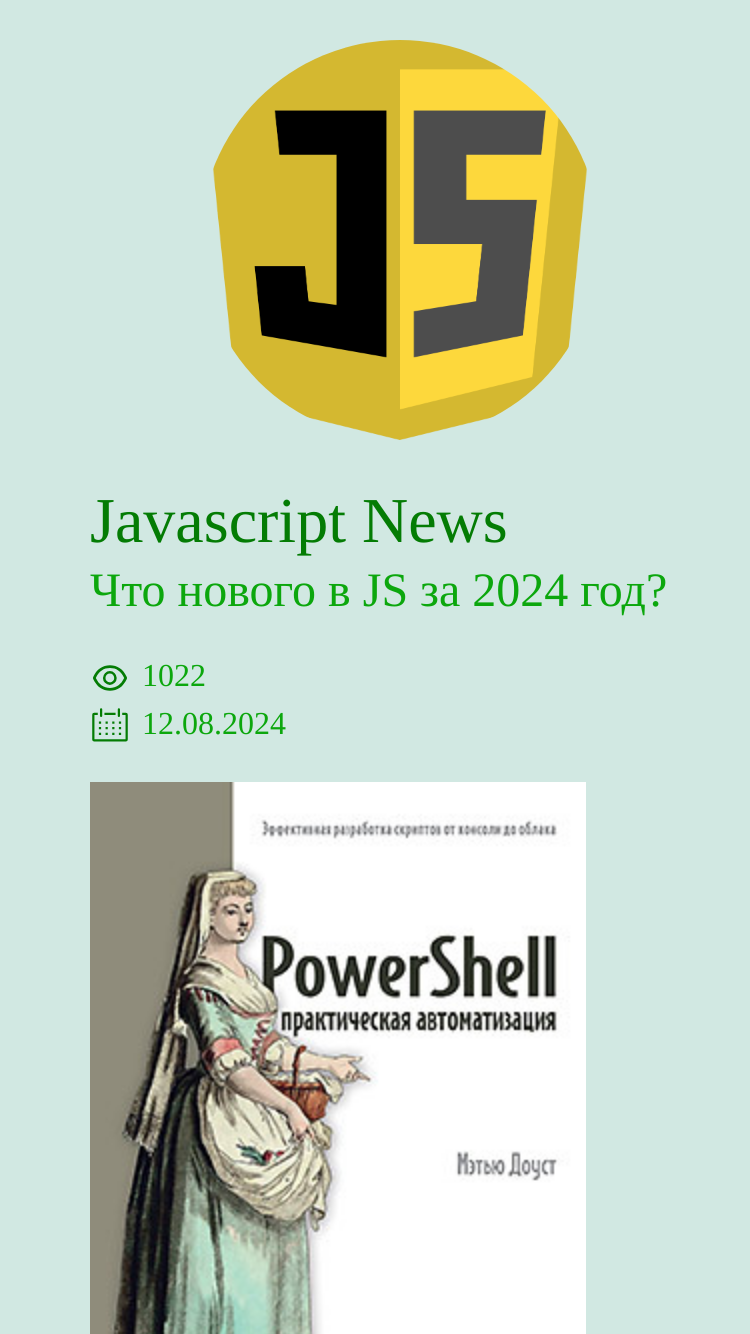 JS
Javascript News
Что нового в JS за 2024 год?
1022
12.08.2024
Эффективная разработка скриптов от консоли до облака
PowerShell
практическая автоматизация
Мэтью Доуст